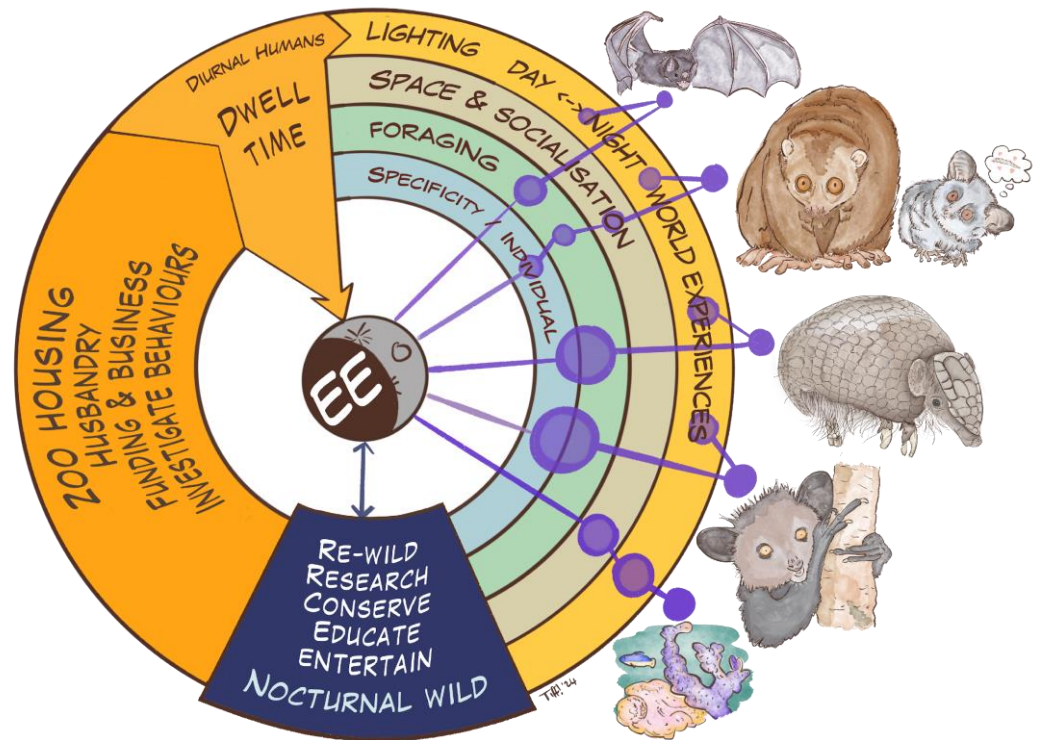 DIURNAL HUMANS
DWELL
TIME
LIGHTING DAY <--> NIGHT WORLD EXPERIENCES
SPACE & SOCIALISATION
FORAGING
SPECIFICITY / INDIVIDUAL
ZOO HOUSING
HUSBANDRY
FUNDING & BUSINESS
INVESTIGATE BEHAVIOURS
EE
RE-WILD
RESEARCH
CONSERVE
EDUCATE
ENTERTAIN
NOCTURNAL WILD